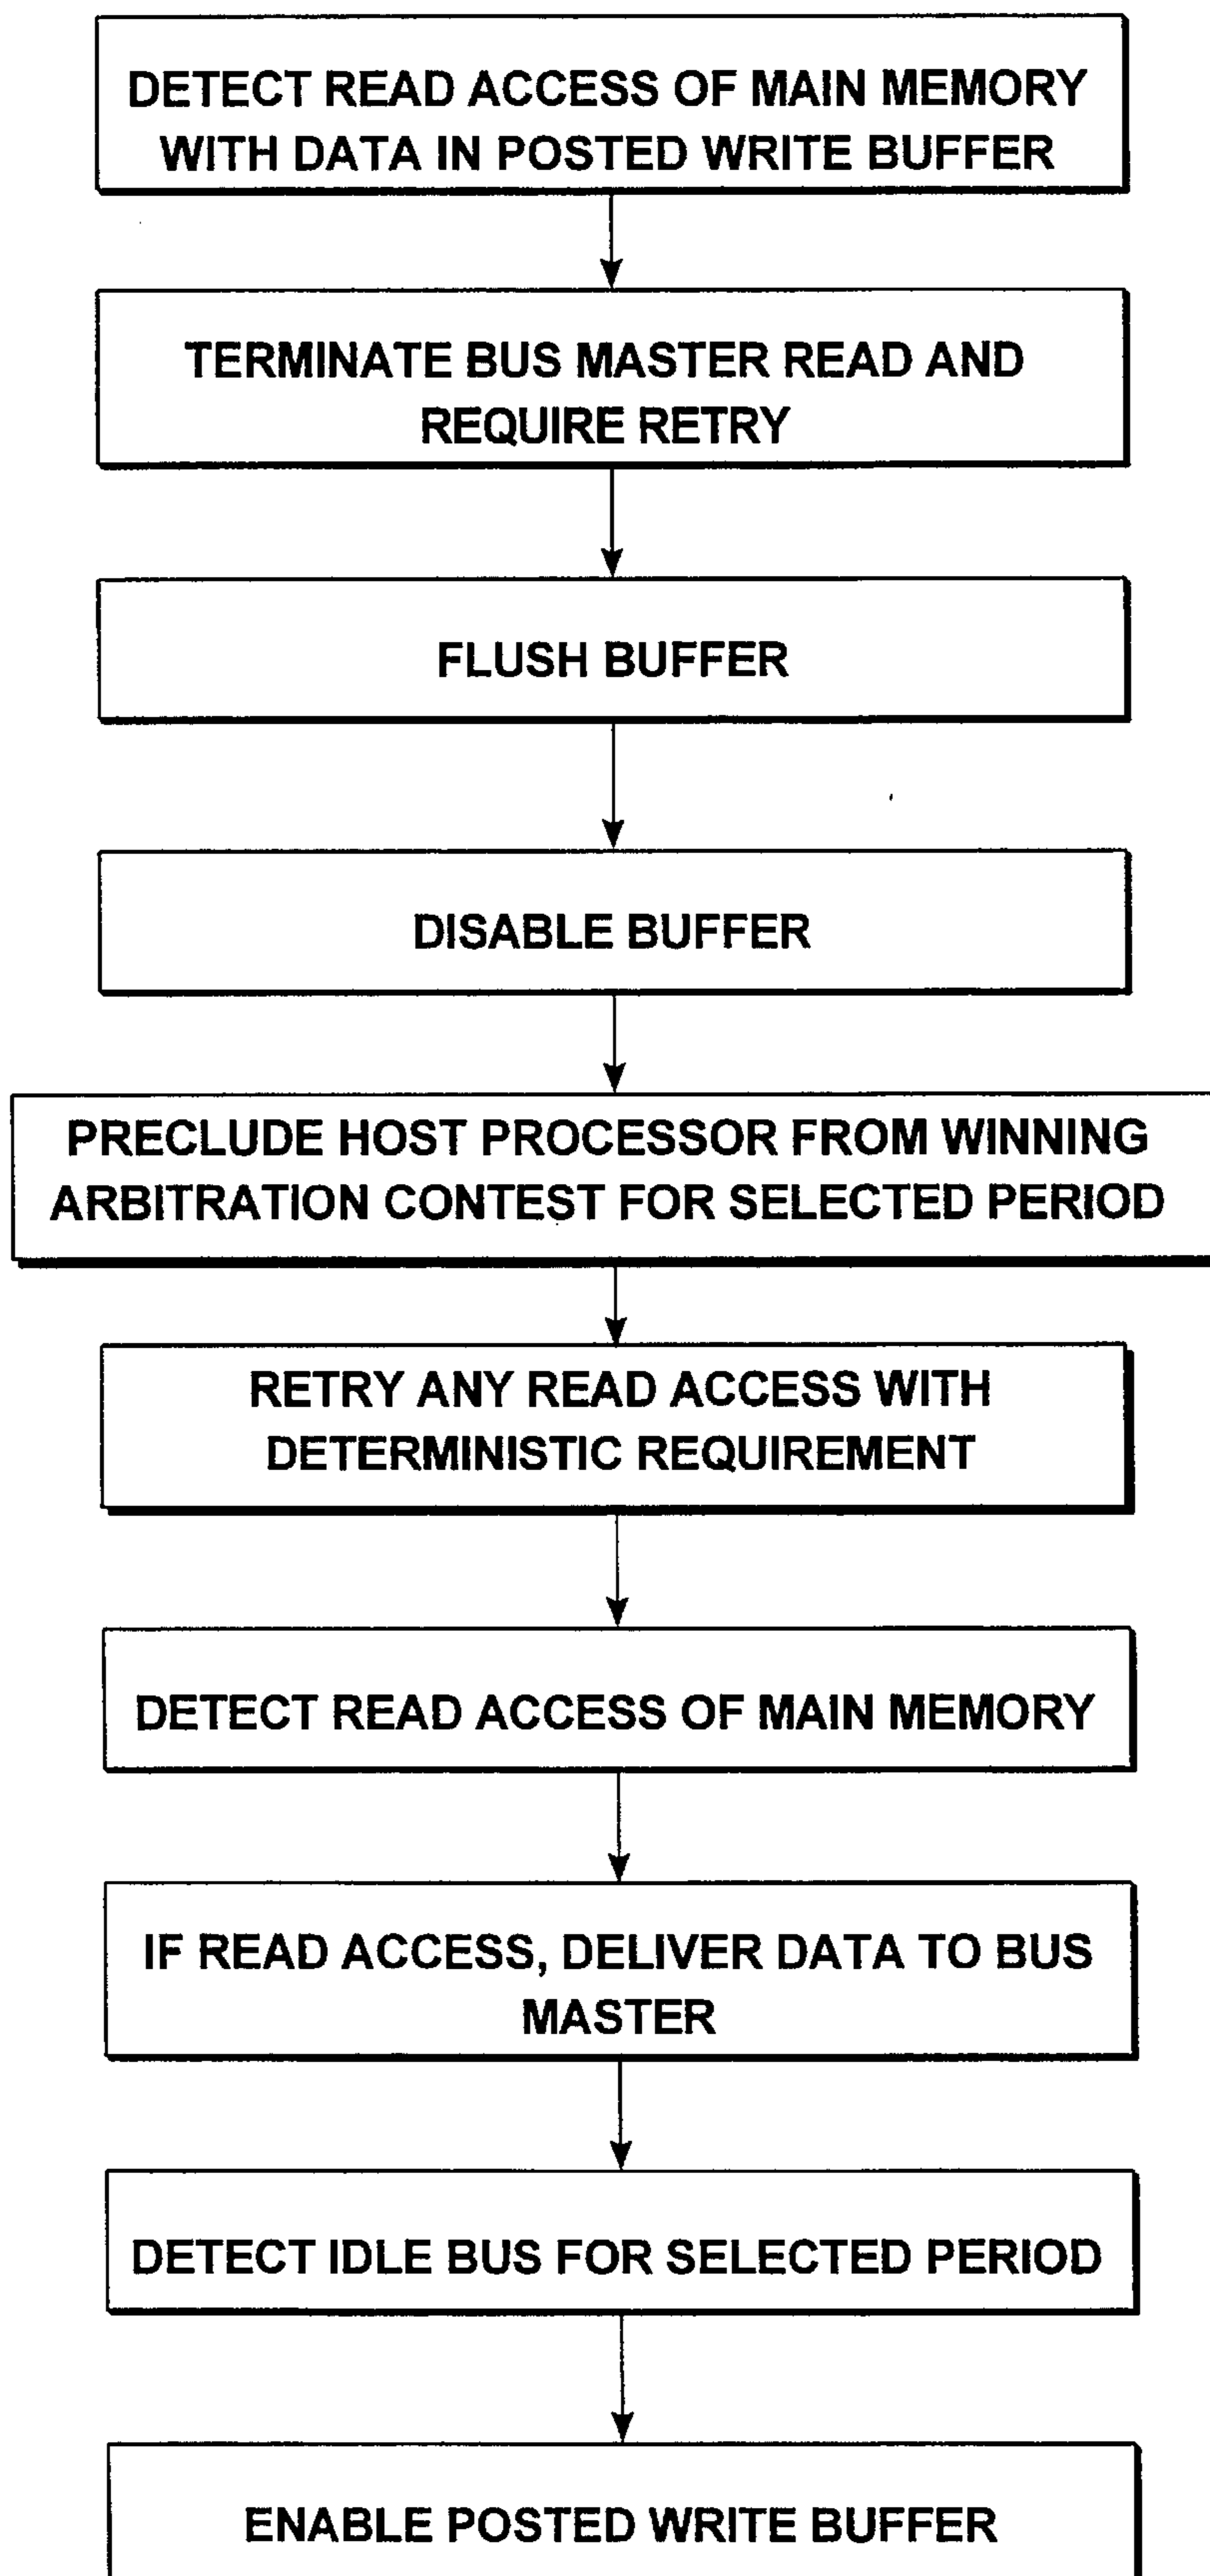 DETECT READ ACCESS OF MAIN MEMORY
WITH DATA IN POSTED WRITE BUFFER
TERMINATE BUS MASTER READ AND
REQUIRE RETRY
FLUSH BUFFER
DISABLE BUFFER
PRECLUDE HOST PROCESSOR FROM WINNING
ARBITRATION CONTEST FOR SELECTED PERIOD
RETRY ANY READ ACCESS WITH
DETERMINISTIC REQUIREMENT
DETECT READ ACCESS OF MAIN MEMORY
IF READ ACCESS, DELIVER DATA TO BUS
MASTER
DETECT IDLE BUS FOR SELECTED PERIOD
ENABLE POSTED WRITE BUFFER